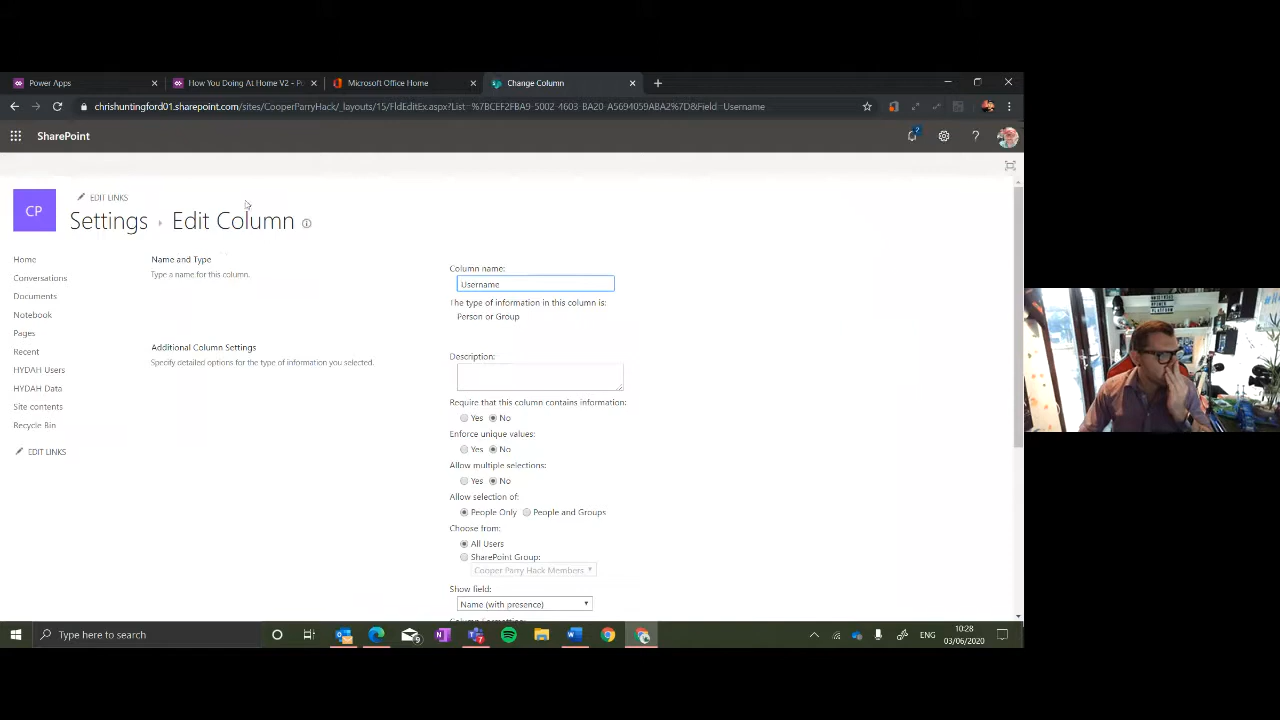 Power Apps
How You Doing At Home V2 - Po
Microsoft Office Home
Change Column
chrishuntingford01.sharepoint.com/sites/CooperParryHack/_layouts/15/FldEditEx.aspx?List=%7BCEF2FBA9-5002-4603-BA20-A5694059ABA2%7D&Field=Username
SharePoint
2
CP
EDIT LINKS
Settings › Edit Column
Home
Conversations
Documents
Notebook
Pages
Recent
HYDAH Users
HYDAH Data
Site contents
Recycle Bin
EDIT LINKS
Name and Type
Type a name for this column.
Column name:
Username
The type of information in this column is:
Person or Group
Additional Column Settings
Specify detailed options for the type of information you selected.
Description:
Require that this column contains information:
Yes No
Enforce unique values:
Yes No
Allow multiple selections:
Yes No
Allow selection of:
People Only People and Groups
Choose from:
All Users
SharePoint Group:
Cooper Parry Hack Members
Show field:
Name (with presence)
Type here to search
9
7
ENG
10:28
03/06/2020